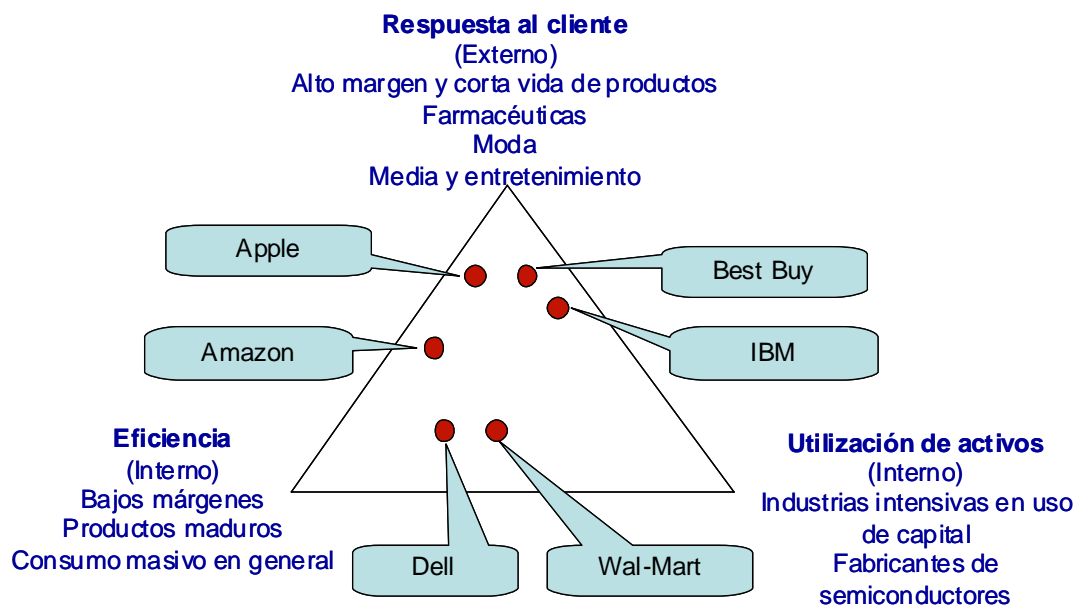 Respuesta al cliente
(Externo)
Alto margen y corta vida de productos
Farmacéuticas
Moda
Media y entretenimiento
Apple
Best Buy
Amazon
IBM
Eficiencia
(Interno)
Bajos márgenes
Productos maduros
Consumo masivo en general
Utilización de activos
(Interno)
Industrias intensivas en uso
de capital
Fabricantes de
semiconductores
Dell
Wal-Mart